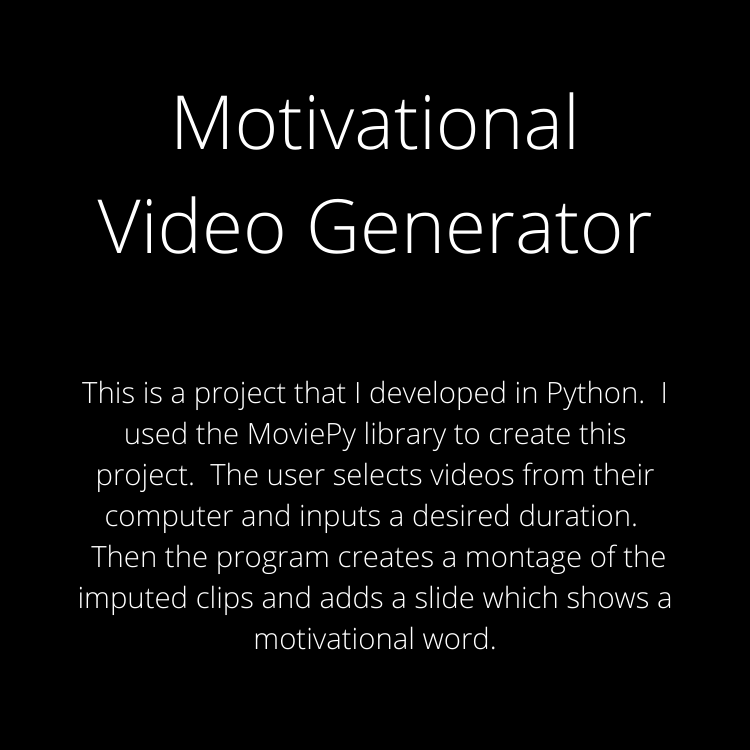 Motivational
Video Generator
This is a project that I developed in Python.  I
used the MoviePy library to create this
project.  The user selects videos from their
computer and inputs a desired duration.
Then the program creates a montage of the
imputed clips and adds a slide which shows a
motivational word.